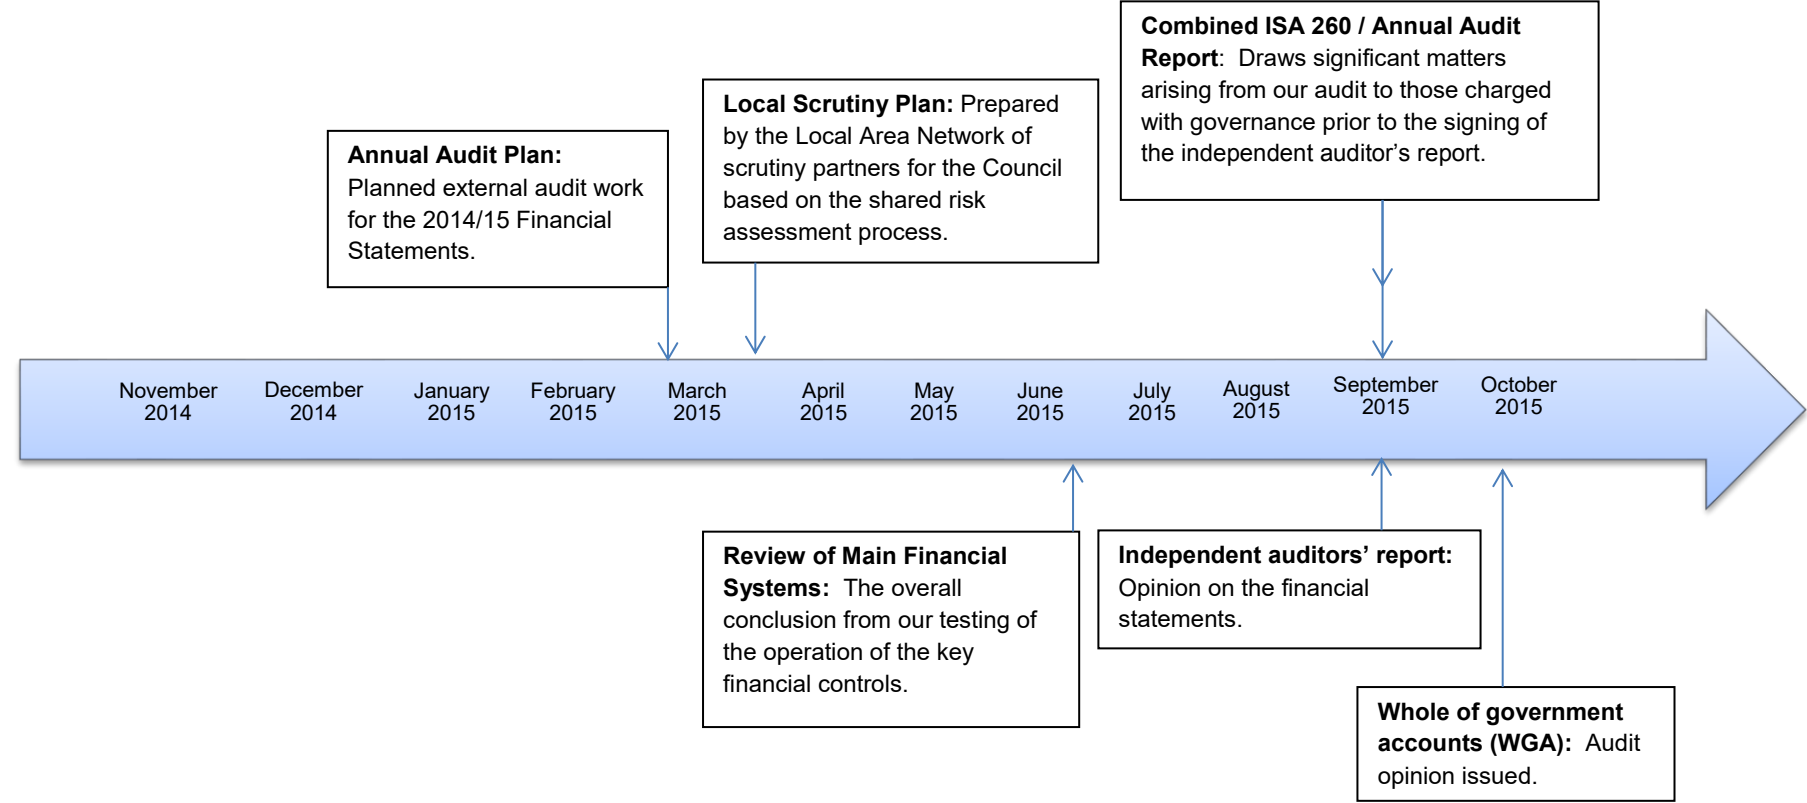 Combined ISA 260 / Annual Audit
Report:  Draws significant matters
arising from our audit to those charged
with governance prior to the signing of
the independent auditor’s report.
Local Scrutiny Plan: Prepared
by the Local Area Network of
scrutiny partners for the Council
based on the shared risk
assessment process.
Annual Audit Plan:
Planned external audit work
for the 2014/15 Financial
Statements.
November
2014
December
2014
January
2015
February
2015
March
2015
April
2015
May
2015
June
2015
July
2015
August
2015
September
2015
October
2015
Review of Main Financial
Systems:  The overall
conclusion from our testing of
the operation of the key
financial controls.
Independent auditors’ report:
Opinion on the financial
statements.
Whole of government
accounts (WGA):  Audit
opinion issued.